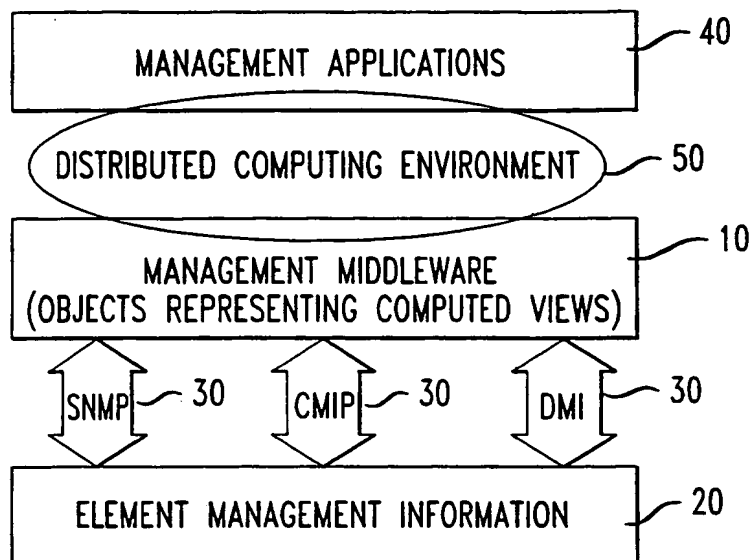 MANAGEMENT APPLICATIONS
40
DISTRIBUTED COMPUTING ENVIRONMENT
50
MANAGEMENT MIDDLEWARE
(OBJECTS REPRESENTING COMPUTED VIEWS)
10
SNMP 30 CMIP 30 DMI 30
ELEMENT MANAGEMENT INFORMATION
20